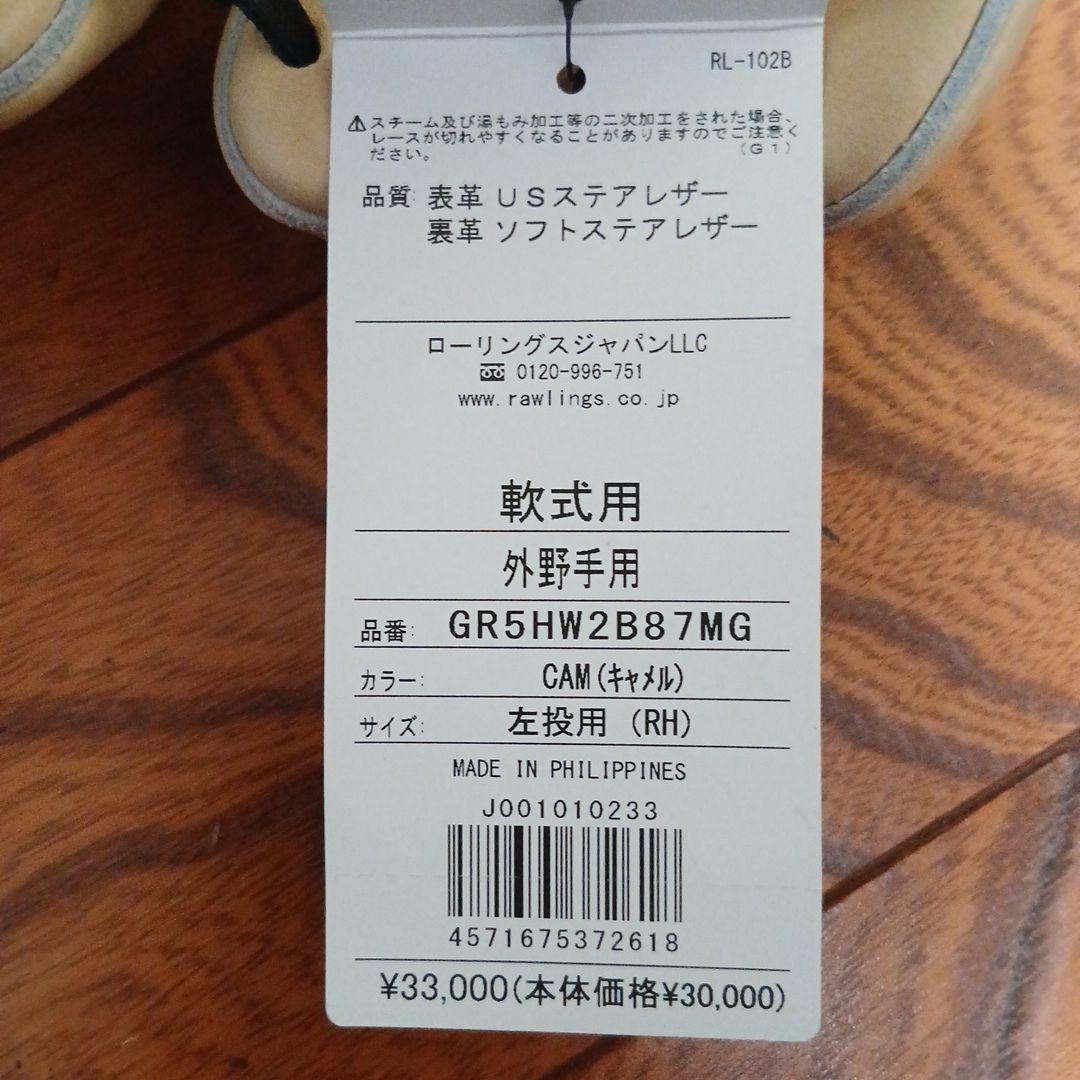 RL-102B
⚠スチーム及び湯もみ加工等の二次加工をされた場合、
レースが切れやすくなることがありますのでご注意く
ださい。 (G1)
品質: 表革 USステアレザー
裏革 ソフトステアレザー
ローリングスジャパンLLC
0120-996-751
www.rawlings.co.jp
軟式用
外野手用
品番: GR5HW2B87MG
カラー: CAM(キャメル)
サイズ: 左投用 (RH)
MADE IN PHILIPPINES
J001010233
4571675372618
¥33,000(本体価格¥30,000)